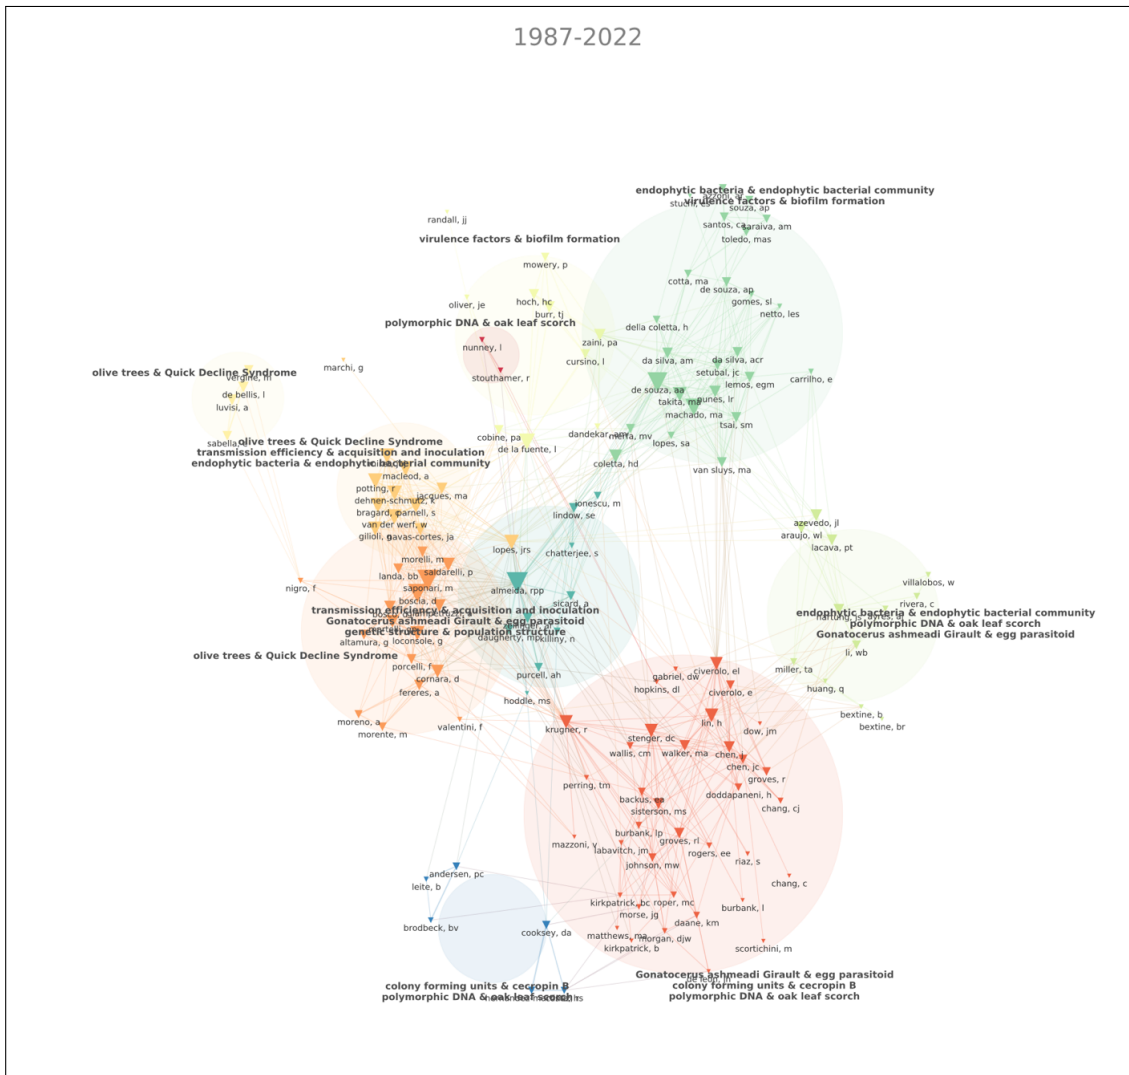 1987-2022
endophytic bacteria & endophytic bacterial community
virulence factors & biofilm formation
souza, ap
santos, ca
saraiva, am
toledo, mas
randall, jj
virulence factors & biofilm formation
mowery, p
cotta, ma
de souza, ap
gomes, sl
netto, les
oliver, je
hoch, hc
burr, tj
polymorphic DNA & oak leaf scorch
della coletta, h
nunney, l
zaini, pa
cursino, l
stouthamer, r
da silva, am
da silva, acr
setubal, jc
lemos, egm
carrilho, e
marchi, g
olive trees & Quick Decline Syndrome
vergine, m
de bellis, l
luvisi, a
de souza, aa
takita, ma
nunes, lr
machado, ma
tsai, sm
sabella, e
olive trees & Quick Decline Syndrome
transmission efficiency & acquisition and inoculation
endophytic bacteria & endophytic bacterial community
cobine, pa
de la fuente, l
dandekar, am
merfa, mv
lopes, sa
coletta, hd
van sluys, ma
macleod, a
potting, r
jacques, ma
dehnen-schmutz, k
bragard, c
parnell, s
van der werf, w
gilioli, g
navas-cortes, ja
ionescu, m
lindow, se
azevedo, jl
araujo, wl
lacava, pt
lopes, jrs
chatterjee, s
morelli, m
saldarelli, p
landa, bb
saponari, m
nigro, f
almeida, rpp
villalobos, w
rivera, c
boscia, d
sicard, a
transmission efficiency & acquisition and inoculation
Gonatocerus ashmeadi Girault & egg parasitoid
genetic structure & population structure
endophytic bacteria & endophytic bacterial community
polymorphic DNA & oak leaf scorch
Gonatocerus ashmeadi Girault & egg parasitoid
daugherty, mp
killiny, n
altamura, g
loconsole, g
olive trees & Quick Decline Syndrome
li, wb
miller, ta
huang, q
porcelli, f
cornara, d
fereres, a
purcell, ah
hoddle, ms
civerolo, el
gabriel, dw
hopkins, dl
civerolo, e
bextine, b
bextine, br
moreno, a
morente, m
valentini, f
krugner, r
stenger, dc
lin, h
dow, jm
wallis, cm
walker, ma
chen, j
chen, jc
groves, r
perring, tm
doddapaneni, h
chang, cj
backus, ea
sisterson, ms
burbank, lp
groves, rl
mazzoni, v
labavitch, jm
rogers, ee
johnson, mw
riaz, s
andersen, pc
leite, b
chang, c
kirkpatrick, bc
roper, mc
morse, jg
burbank, l
brodbeck, bv
cooksey, da
daane, km
matthews, ma
morgan, djw
kirkpatrick, b
scortichini, m
Gonatocerus ashmeadi Girault & egg parasitoid
colony forming units & cecropin B
polymorphic DNA & oak leaf scorch
colony forming units & cecropin B
polymorphic DNA & oak leaf scorch